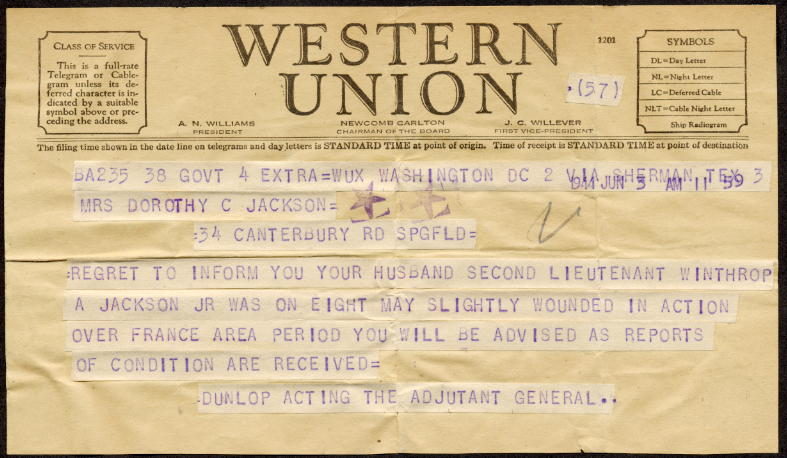 CLASS OF SERVICE
This is a full-rate
Telegram or Cable-
gram unless its de-
ferred character is in-
dicated by a suitable
symbol above or pre-
ceding the address.
WESTERN
UNION
1201
(57)
A. N. WILLIAMS
PRESIDENT
NEWCOMB CARLTON
CHAIRMAN OF THE BOARD
J. C. WILLEVER
FIRST VICE-PRESIDENT
SYMBOLS
DL=Day Letter
NL=Night Letter
LC=Deferred Cable
NLT=Cable Night Letter
Ship Radiogram
The filing time shown in the date line on telegrams and day letters is STANDARD TIME at point of origin. Time of receipt is STANDARD TIME at point of destination
BA235 38 GOVT 4 EXTRA=WUX WASHINGTON DC 2 VIA SHERMAN TEX 3
1944 JUN 3 AM 11 59
MRS DOROTHY C JACKSON=
=34 CANTERBURY RD SPGFLD=
=REGRET TO INFORM YOU YOUR HUSBAND SECOND LIEUTENANT WINTHROP
A JACKSON JR WAS ON EIGHT MAY SLIGHTLY WOUNDED IN ACTION
OVER FRANCE AREA PERIOD YOU WILL BE ADVISED AS REPORTS
OF CONDITION ARE RECEIVED=
=DUNLOP ACTING THE ADJUTANT GENERAL..